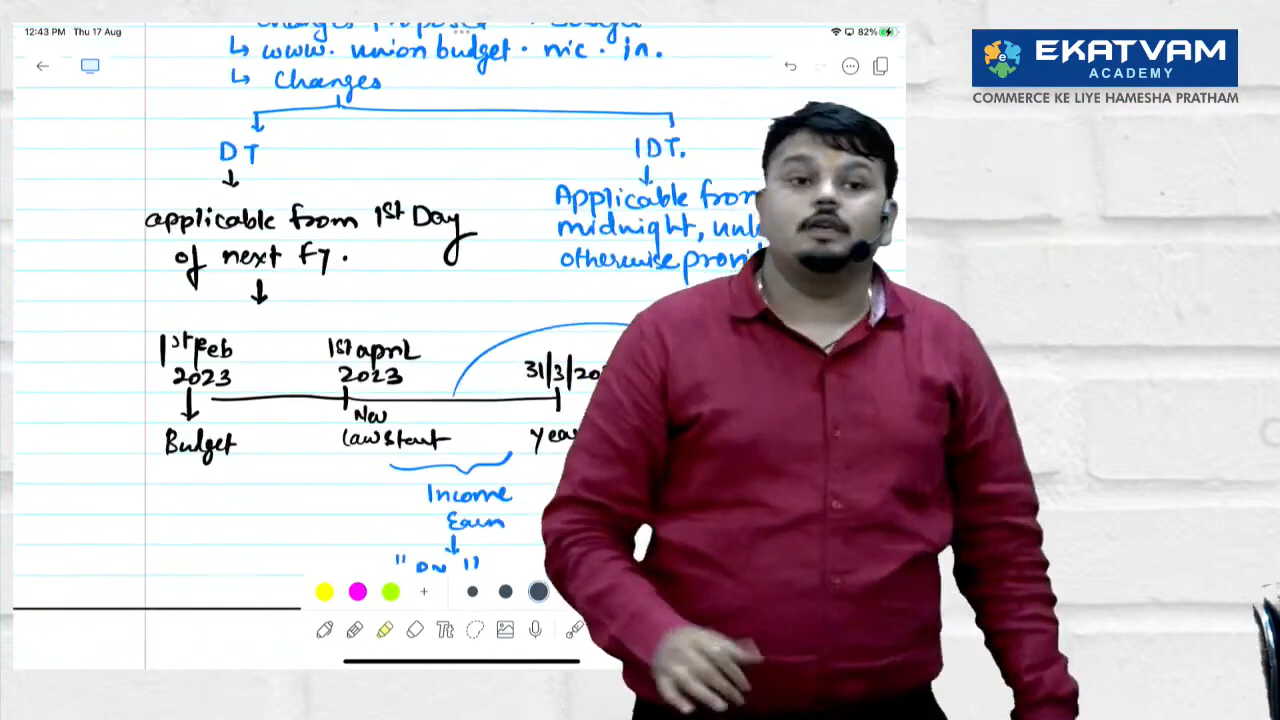 12:43 PM Thu 17 Aug
82%
EKATVAM
ACADEMY
COMMERCE KE LIYE HAMESHA PRATHAM
↳ www. union budget. nic. in.
↳ Changes
DT
IDT.
applicable from 1st Day
of next Fy.
Applicable from
midnight,
otherwise
1st Feb
2023
1st april
2023
31/3/20
Budget
New
Law start
Income
Earn
Tt